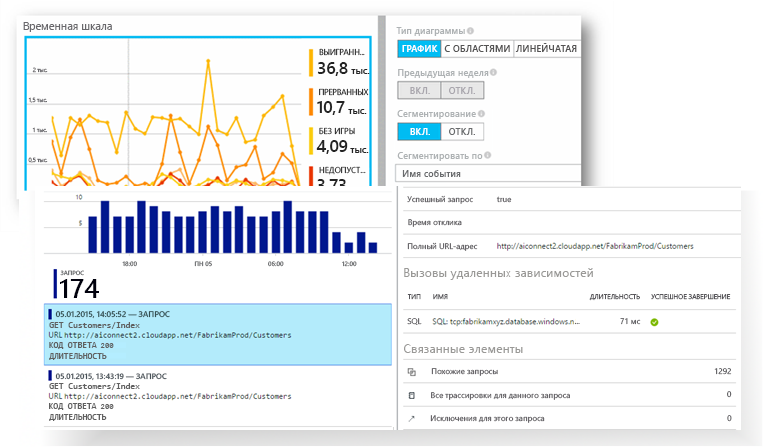 Временная шкала
2 тыс.
1,5 тыс.
1 тыс.
0,5 тыс.
ВЫИГРАНН...
36,8 тыс.
ПРЕРВАННЫХ
10,7 тыс.
БЕЗ ИГРЫ
4,09 тыс.
НЕДОПУСТ...
3,73
Тип диаграммы
ГРАФИК С ОБЛАСТЯМИ ЛИНЕЙЧАТАЯ
Предыдущая неделя
ВКЛ. ОТКЛ.
Сегментирование
ВКЛ. ОТКЛ.
Сегментировать по
Имя события
10
5
18:00 ПН 05 06:00 12:00
ЗАПРОС
174
05.01.2015, 14:05:52 — ЗАПРОС
GET Customers/Index
URL http://aiconnect2.cloudapp.net/FabrikamProd/Customers
КОД ОТВЕТА 200
ДЛИТЕЛЬНОСТЬ
05.01.2015, 13:43:19 — ЗАПРОС
GET Customers/Index
URL http://aiconnect2.cloudapp.net/FabrikamProd/Customers
КОД ОТВЕТА 200
ДЛИТЕЛЬНОСТЬ
Успешный запрос true
Время отклика
Полный URL-адрес http://aiconnect2.cloudapp.net/FabrikamProd/Customers
Вызовы удаленных зависимостей
ТИП ИМЯ ДЛИТЕЛЬНОСТЬ УСПЕШНОЕ ЗАВЕРШЕНИЕ
SQL SQL: tcp:fabrikamxyz.database.windows.n... 71 мс
Связанные элементы
Похожие запросы 1292
Все трассировки для данного запроса 0
Исключения для этого запроса 0